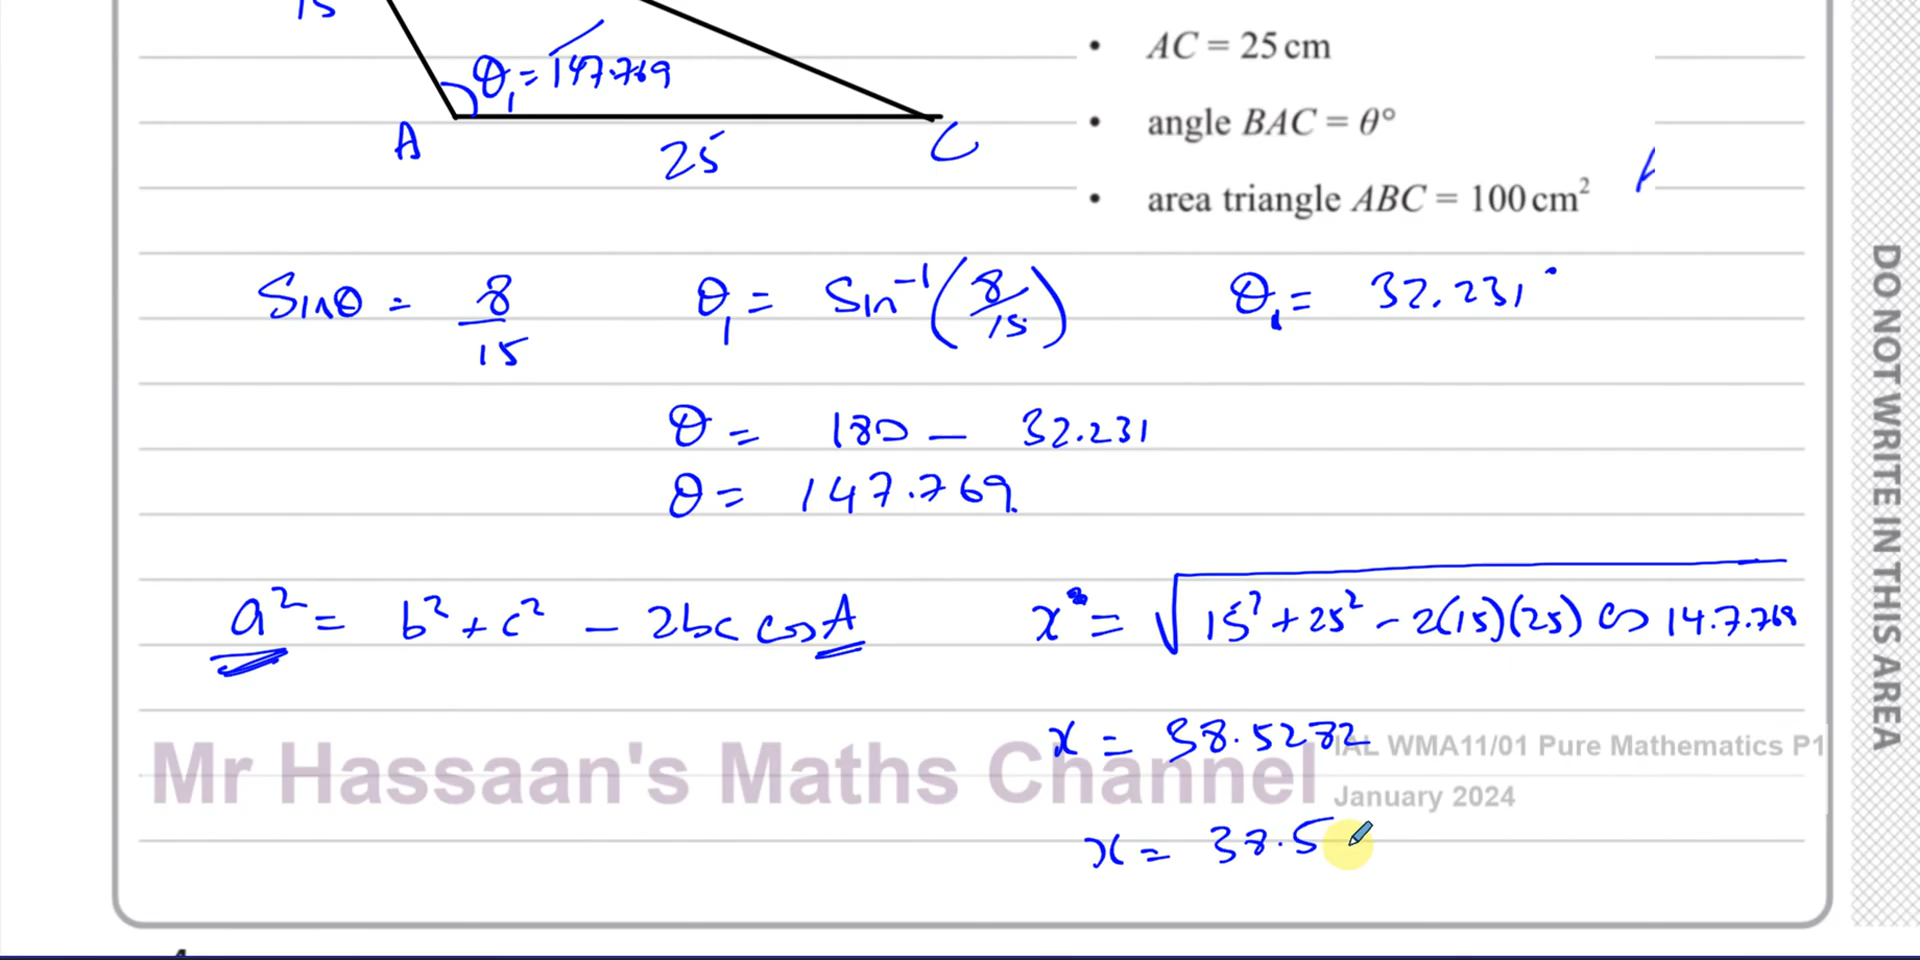 15
θ₁ = 147.769
A
25
C
• AC = 25 cm
• angle BAC = θ°
• area triangle ABC = 100 cm²
Sinθ = 8/15 θ₁ = Sin⁻¹(8/15) θ₁ = 32.231°
θ = 180 − 32.231
θ = 147.769.
a² = b² + c² − 2bc cos A x = √(15² + 25² − 2(15)(25) cos 147.769)
x = 38.5282
IAL WMA11/01 Pure Mathematics P1
Mr Hassaan's Maths Channel
January 2024
x = 38.5
DO NOT WRITE IN THIS AREA